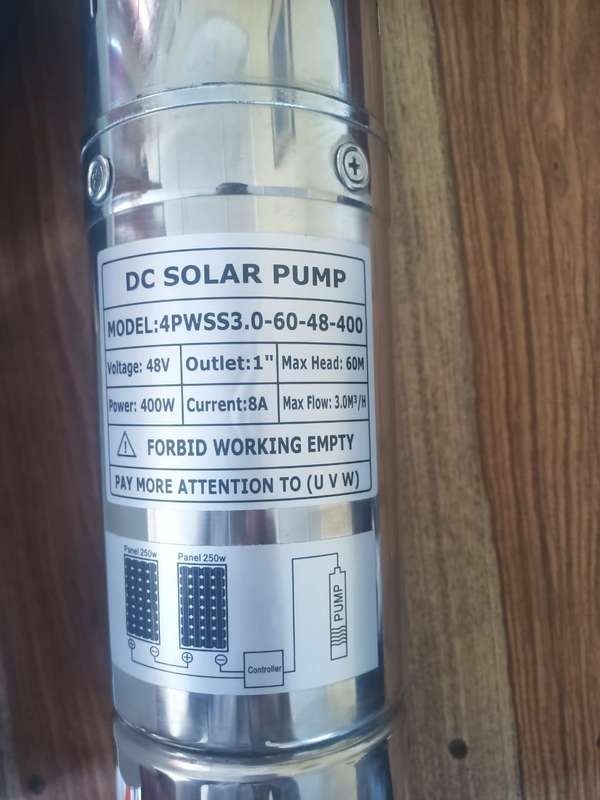 DC SOLAR PUMP
MODEL:4PWSS3.0-60-48-400
Voltage: 48V Outlet:1" Max Head: 60M
Power: 400W Current:8A Max Flow: 3.0M³/H
FORBID WORKING EMPTY
PAY MORE ATTENTION TO (U V W)
Panel 250w Panel 250w
PUMP
Controller